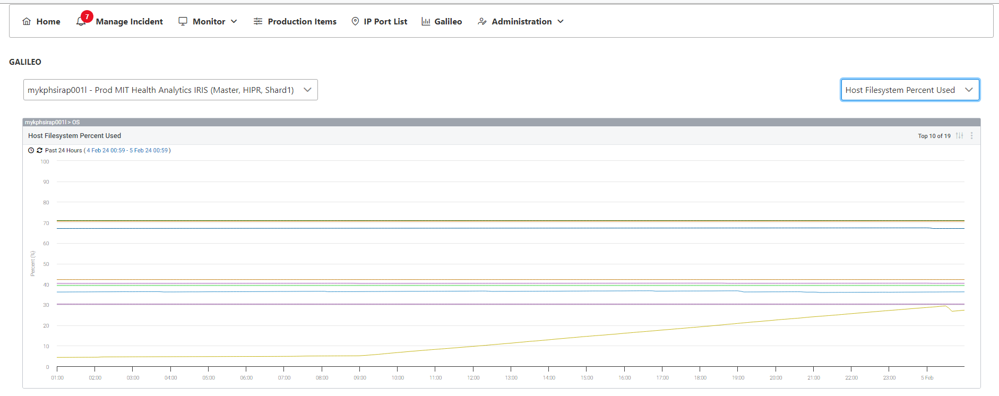 Home 7 Manage Incident Monitor Production Items IP Port List Galileo Administration
GALILEO
mykphsirap001l - Prod MIT Health Analytics IRIS (Master, HIPR, Shard1)
Host Filesystem Percent Used
mykphsirap001l > OS
Host Filesystem Percent Used
Top 10 of 19
Past 24 Hours ( 4 Feb 24 00:59 - 5 Feb 24 00:59 )
100
90
80
70
60
50
40
30
20
10
0
Percent (%)
01:00 02:00 03:00 04:00 05:00 06:00 07:00 08:00 09:00 10:00 11:00 12:00 13:00 14:00 15:00 16:00 17:00 18:00 19:00 20:00 21:00 22:00 23:00 5 Feb